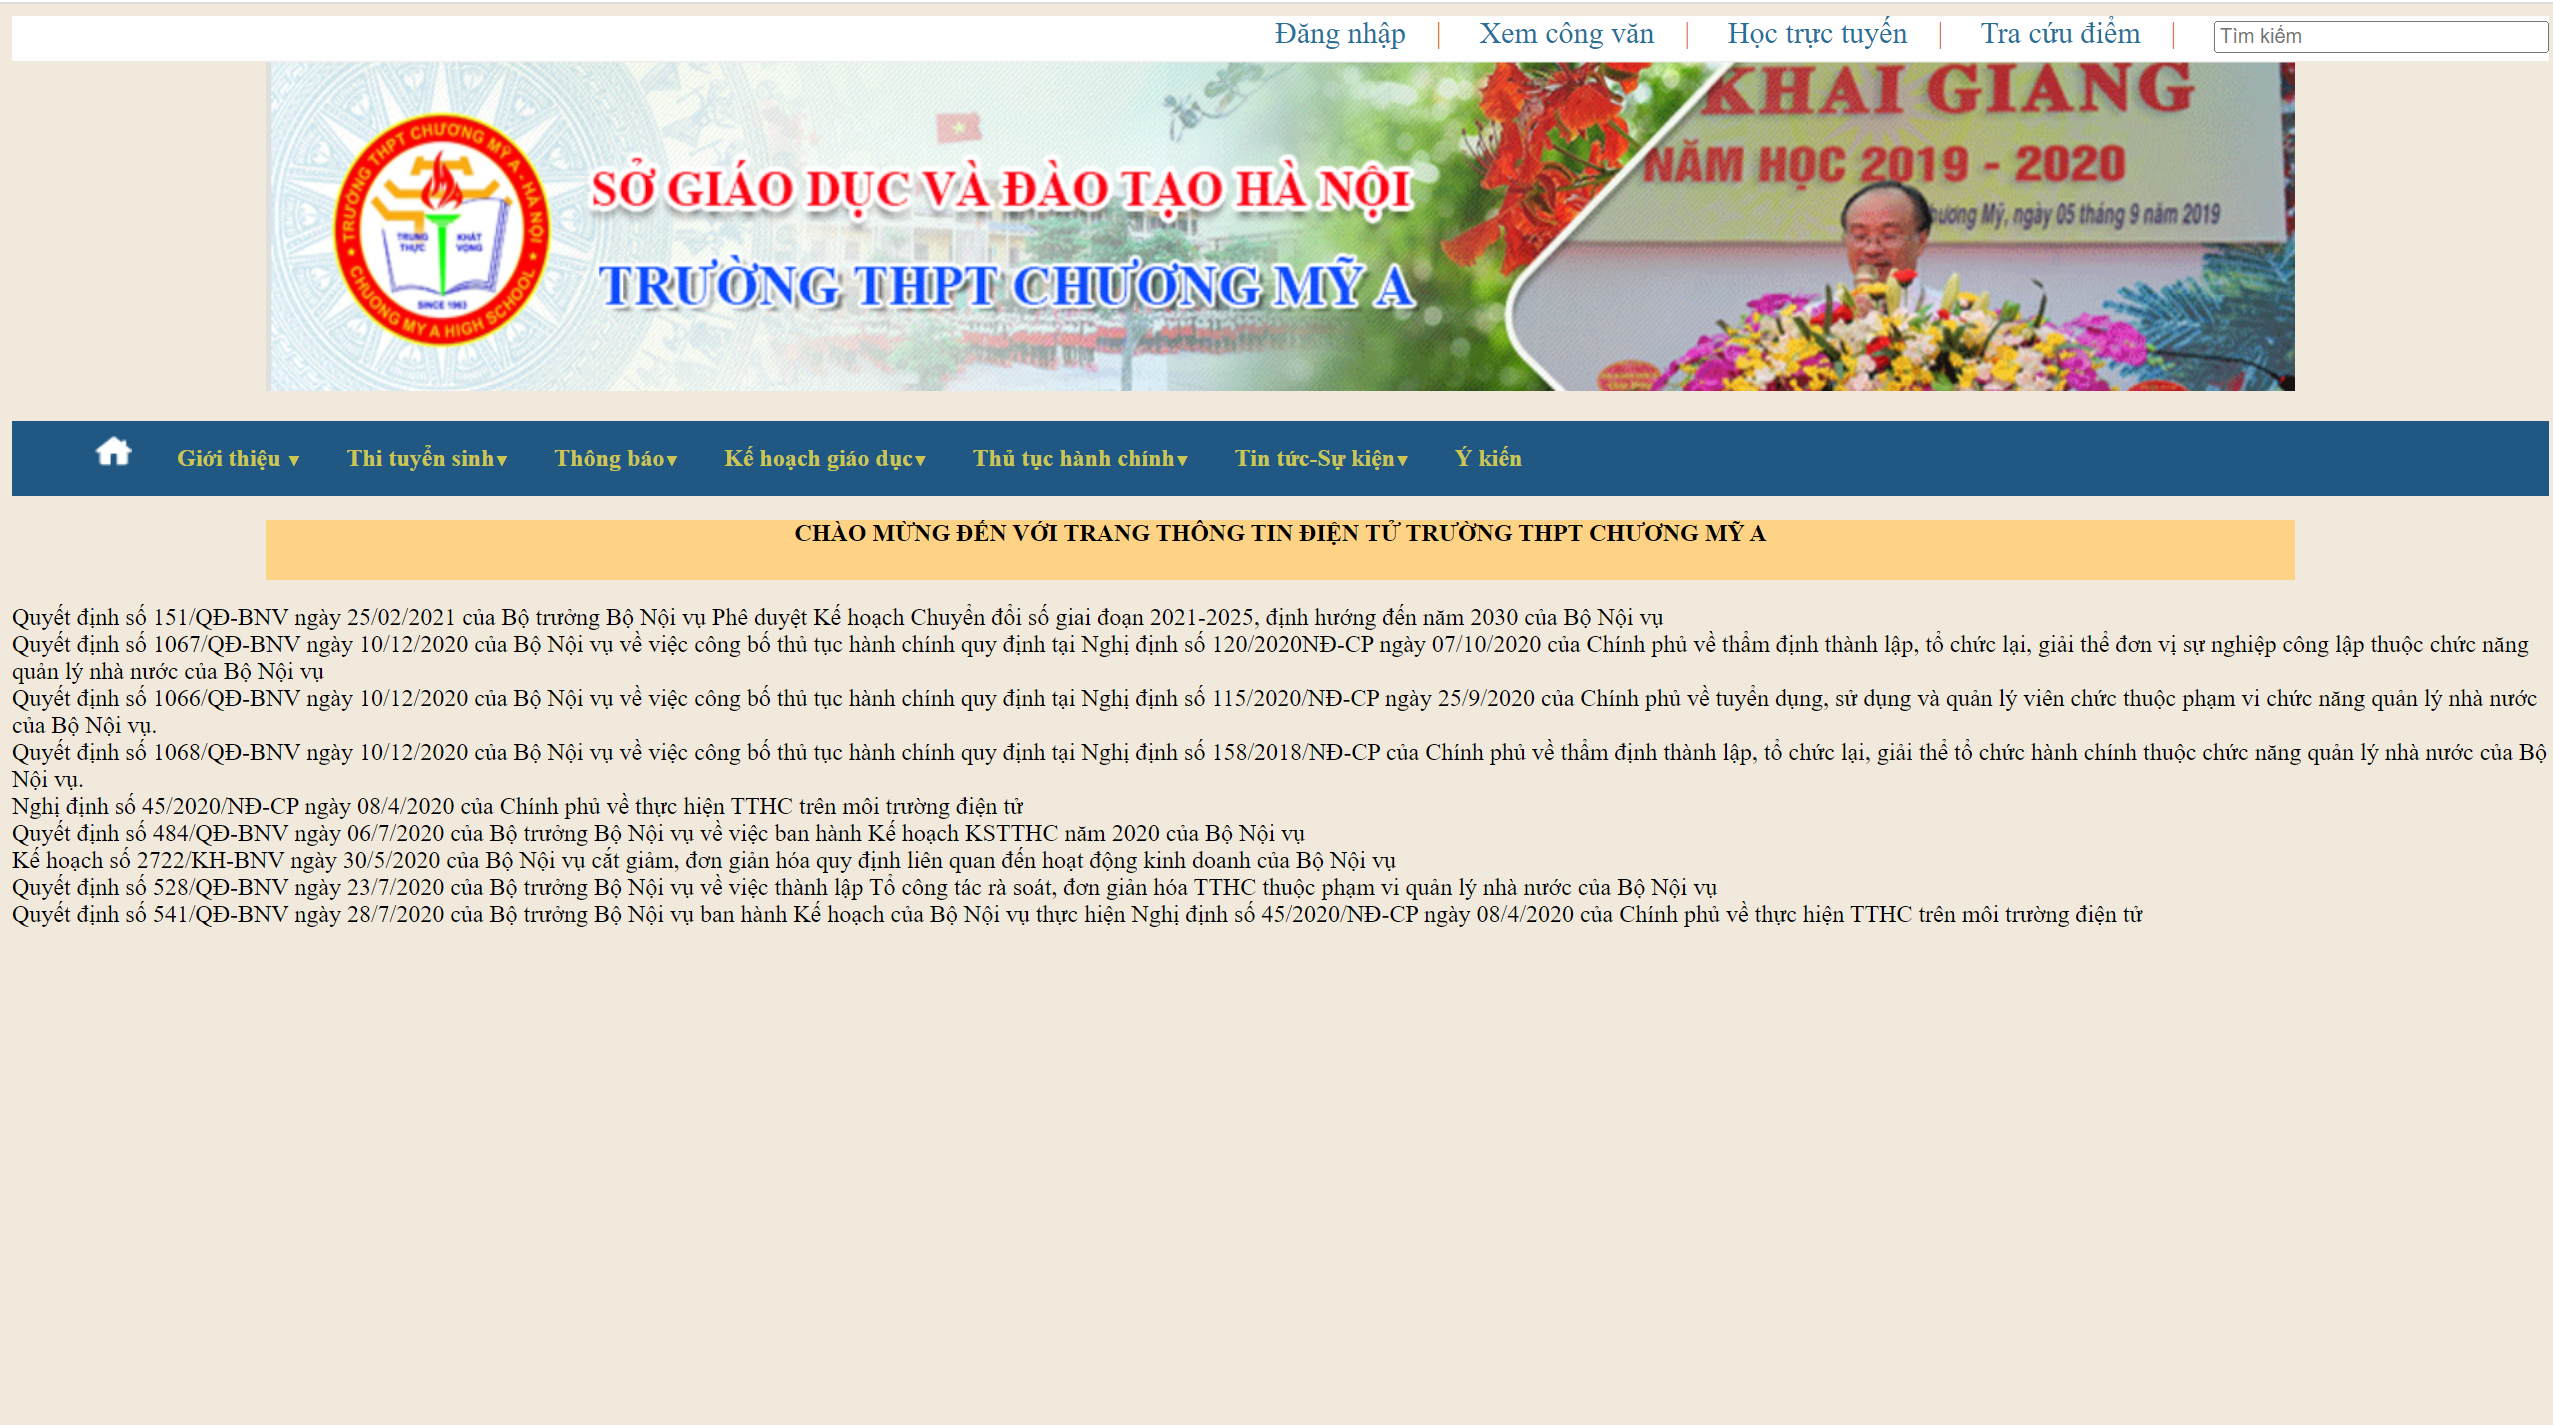 Đăng nhập | Xem công văn | Học trực tuyến | Tra cứu điểm | Tìm kiếm
TRƯỜNG THPT CHƯƠNG MỸ A - HÀ NỘI
TRUNG THỰC KHÁT VỌNG
SINCE 1963
CHUONG MY A HIGH SCHOOL
SỞ GIÁO DỤC VÀ ĐÀO TẠO HÀ NỘI
TRƯỜNG THPT CHƯƠNG MỸ A
KHAI GIẢNG
NĂM HỌC 2019 - 2020
hương Mỹ, ngày 05 tháng 9 năm 2019
Giới thiệu ▼ Thi tuyển sinh▼ Thông báo▼ Kế hoạch giáo dục▼ Thủ tục hành chính▼ Tin tức-Sự kiện▼ Ý kiến
CHÀO MỪNG ĐẾN VỚI TRANG THÔNG TIN ĐIỆN TỬ TRƯỜNG THPT CHƯƠNG MỸ A
Quyết định số 151/QĐ-BNV ngày 25/02/2021 của Bộ trưởng Bộ Nội vụ Phê duyệt Kế hoạch Chuyển đổi số giai đoạn 2021-2025, định hướng đến năm 2030 của Bộ Nội vụ
Quyết định số 1067/QĐ-BNV ngày 10/12/2020 của Bộ Nội vụ về việc công bố thủ tục hành chính quy định tại Nghị định số 120/2020NĐ-CP ngày 07/10/2020 của Chính phủ về thẩm định thành lập, tổ chức lại, giải thể đơn vị sự nghiệp công lập thuộc chức năng
quản lý nhà nước của Bộ Nội vụ
Quyết định số 1066/QĐ-BNV ngày 10/12/2020 của Bộ Nội vụ về việc công bố thủ tục hành chính quy định tại Nghị định số 115/2020/NĐ-CP ngày 25/9/2020 của Chính phủ về tuyển dụng, sử dụng và quản lý viên chức thuộc phạm vi chức năng quản lý nhà nước
của Bộ Nội vụ.
Quyết định số 1068/QĐ-BNV ngày 10/12/2020 của Bộ Nội vụ về việc công bố thủ tục hành chính quy định tại Nghị định số 158/2018/NĐ-CP của Chính phủ về thẩm định thành lập, tổ chức lại, giải thể tổ chức hành chính thuộc chức năng quản lý nhà nước của Bộ
Nội vụ.
Nghị định số 45/2020/NĐ-CP ngày 08/4/2020 của Chính phủ về thực hiện TTHC trên môi trường điện tử
Quyết định số 484/QĐ-BNV ngày 06/7/2020 của Bộ trưởng Bộ Nội vụ về việc ban hành Kế hoạch KSTTHC năm 2020 của Bộ Nội vụ
Kế hoạch số 2722/KH-BNV ngày 30/5/2020 của Bộ Nội vụ cắt giảm, đơn giản hóa quy định liên quan đến hoạt động kinh doanh của Bộ Nội vụ
Quyết định số 528/QĐ-BNV ngày 23/7/2020 của Bộ trưởng Bộ Nội vụ về việc thành lập Tổ công tác rà soát, đơn giản hóa TTHC thuộc phạm vi quản lý nhà nước của Bộ Nội vụ
Quyết định số 541/QĐ-BNV ngày 28/7/2020 của Bộ trưởng Bộ Nội vụ ban hành Kế hoạch của Bộ Nội vụ thực hiện Nghị định số 45/2020/NĐ-CP ngày 08/4/2020 của Chính phủ về thực hiện TTHC trên môi trường điện tử